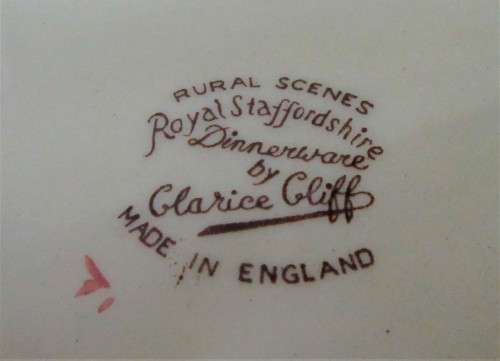 RURAL SCENES
Royal Staffordshire
Dinnerware
by
Clarice Cliff
MADE IN ENGLAND